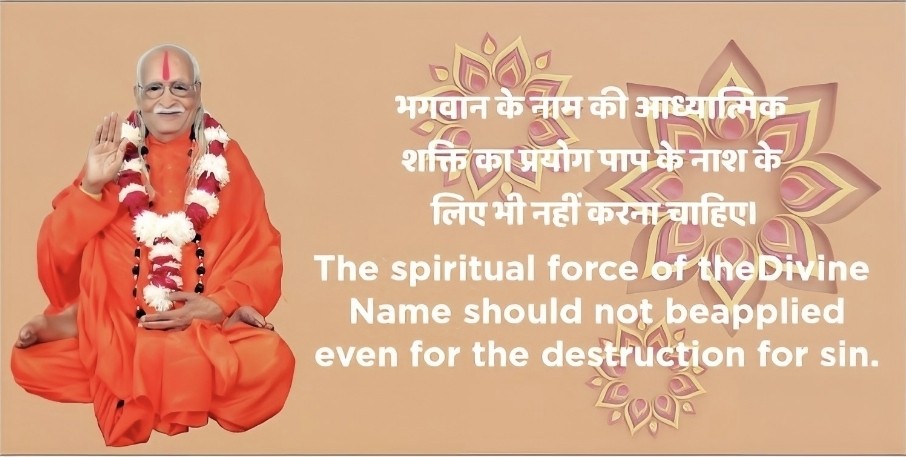 भगवान के नाम की आध्यात्मिक
शक्ति का प्रयोग पाप के नाश के
लिए भी नहीं करना चाहिए।
The spiritual force of theDivine
Name should not beapplied
even for the destruction for sin.